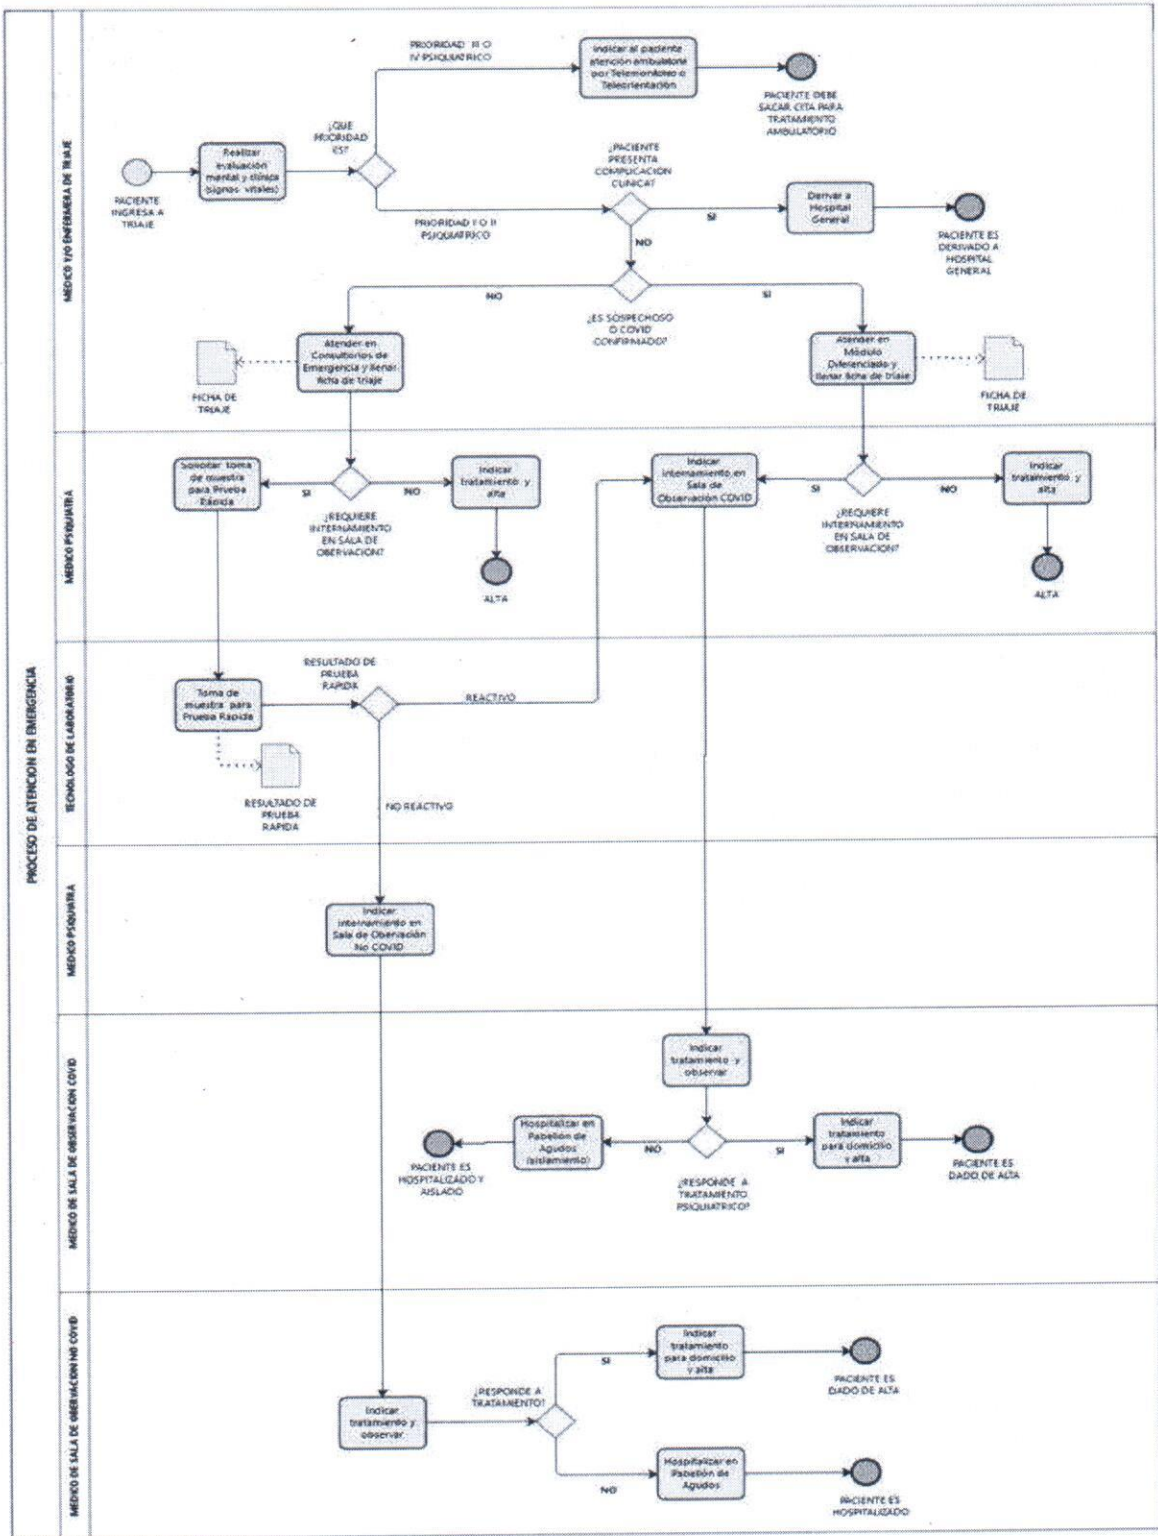 PROCESO DE ATENCION EN EMERGENCIA
MEDICO Y/O ENFERMERA DE TRIAJE
PACIENTE
INGRESA A
TRIAJE
Realizar
evaluación
mental y clínica
(signos vitales)
¿QUE
PRIORIDAD
ES?
PRIORIDAD III O
IV PSIQUIATRICO
Indicar al paciente
atención ambulatoria
por Telemonitoreo o
Teleorientación
PACIENTE DEBE
SACAR CITA PARA
TRATAMIENTO
AMBULATORIO
PRIORIDAD I O II
PSIQUIATRICO
¿PACIENTE
PRESENTA
COMPLICACION
CLINICA?
SI
Derivar a
Hospital
General
PACIENTE ES
DERIVADO A
HOSPITAL
GENERAL
NO
¿ES SOSPECHOSO
O COVID
CONFIRMADO?
NO
SI
Atender en
Consultorios de
Emergencia y llenar
ficha de triaje
FICHA DE
TRIAJE
Atender en
Módulo
Diferenciado y
llenar ficha de triaje
FICHA DE
TRIAJE
MEDICO PSIQUIATRA
Solicitar toma
de muestra
para Prueba
Rápida
SI
¿REQUIERE
INTERNAMIENTO
EN SALA DE
OBERVACION?
NO
Indicar
tratamiento y
alta
ALTA
Indicar
internamiento en
Sala de
Observación COVID
SI
¿REQUIERE
INTERNAMIENTO
EN SALA DE
OBSERVACION?
NO
Indicar
tratamiento y
alta
ALTA
TECNOLOGO DE LABORATORIO
Toma de
muestra para
Prueba Rapida
RESULTADO DE
PRUEBA
RAPIDA
RESULTADO DE
PRUEBA
RAPIDA
REACTIVO
NO REACTIVO
MEDICO PSIQUIATRA
Indicar
internamiento en
Sala de Obervación
No COVID
MEDICO DE SALA DE OBSERVACION COVID
Indicar
tratamiento y
observar
¿RESPONDE A
TRATAMIENTO
PSIQUIATRICO?
NO
Hospitalizar en
Pabellón de
Agudos
(aislamiento)
PACIENTE ES
HOSPITALIZADO Y
AISLADO
SI
Indicar
tratamiento
para domicilio
y alta
PACIENTE ES
DADO DE ALTA
MEDICO DE SALA DE OBERVACION NO COVID
Indicar
tratamiento y
observar
¿RESPONDE A
TRATAMIENTO?
SI
Indicar
tratamiento
para domicilio
y alta
PACIENTE ES
DADO DE ALTA
NO
Hospitalizar en
Pabellón de
Agudos
PACIENTE ES
HOSPITALIZADO